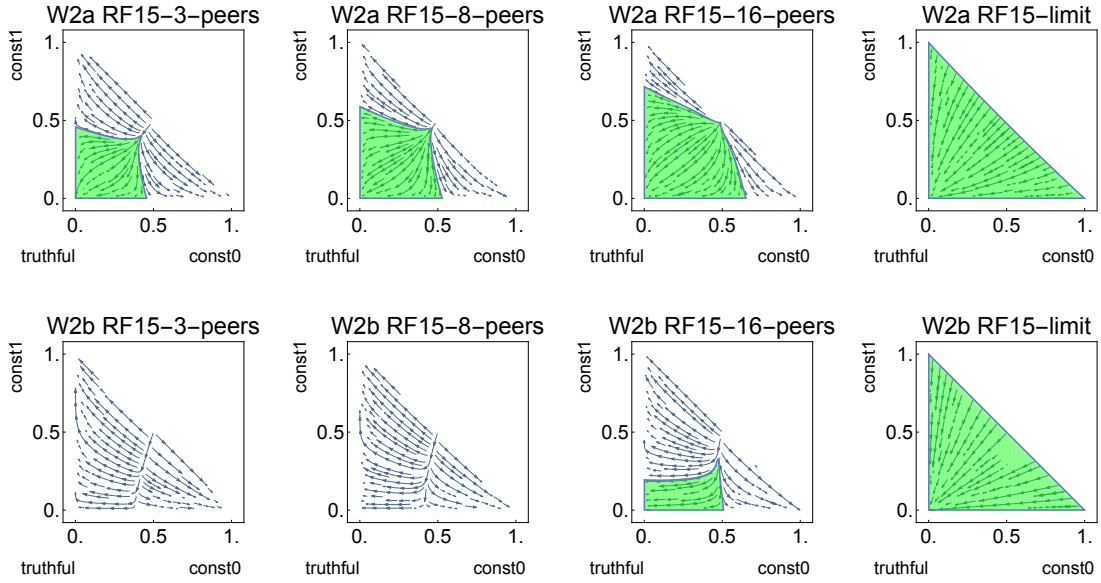 W2a RF15−3−peers
W2a RF15−8−peers
W2a RF15−16−peers
W2a RF15−limit
const1
1.
0.5
0.
0.
0.5
1.
truthful
const0
const1
1.
0.5
0.
0.
0.5
1.
truthful
const0
const1
1.
0.5
0.
0.
0.5
1.
truthful
const0
const1
1.
0.5
0.
0.
0.5
1.
truthful
const0
W2b RF15−3−peers
W2b RF15−8−peers
W2b RF15−16−peers
W2b RF15−limit
const1
1.
0.5
0.
0.
0.5
1.
truthful
const0
const1
1.
0.5
0.
0.
0.5
1.
truthful
const0
const1
1.
0.5
0.
0.
0.5
1.
truthful
const0
const1
1.
0.5
0.
0.
0.5
1.
truthful
const0